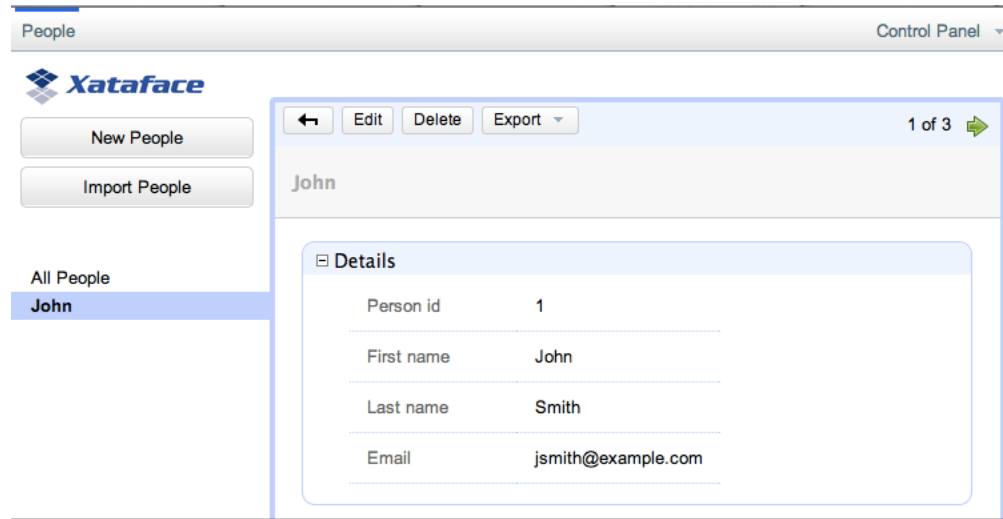 People Control Panel
Xataface
New People
Import People
All People
John
Edit Delete Export 1 of 3
John
Details
Person id 1
First name John
Last name Smith
Email jsmith@example.com